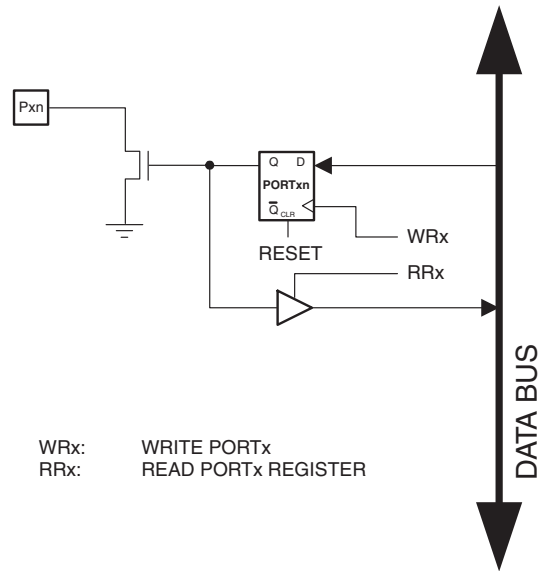 Pxn
Q D
PORTxn
Q̅ CLR
WRx
RESET
RRx
WRx: WRITE PORTx
RRx: READ PORTx REGISTER
DATA BUS